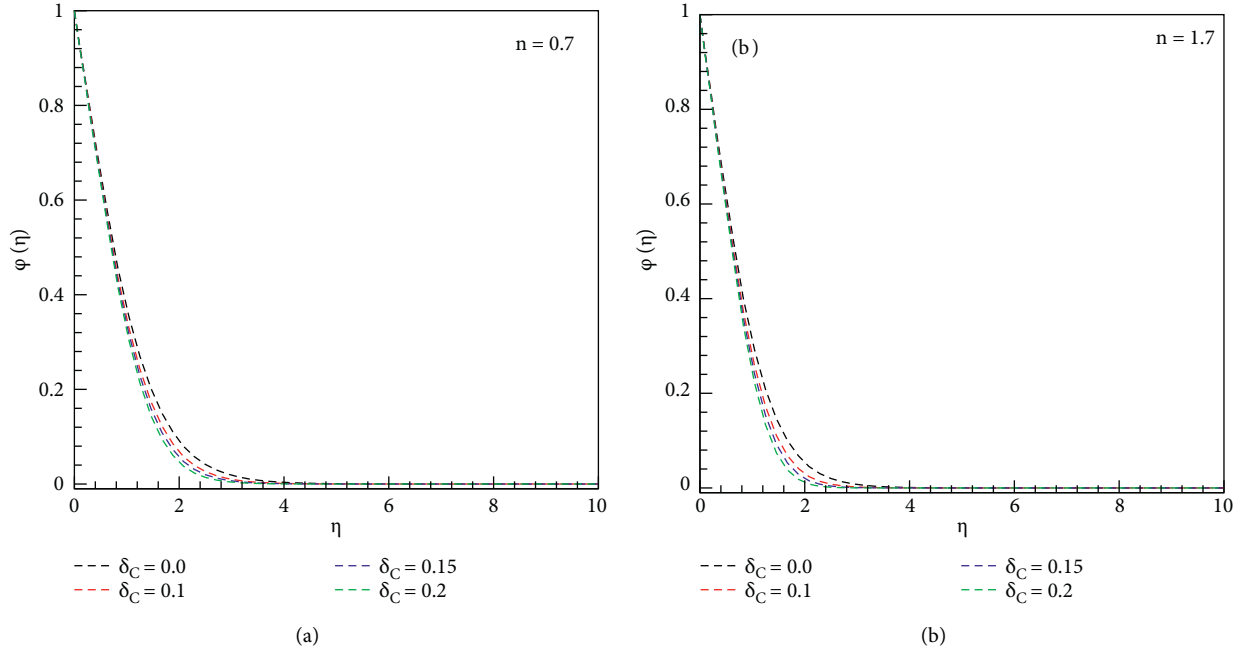 1
0.8
0.6
0.4
0.2
0
φ (η)
n = 0.7
0 2 4 6 8 10
η
δC = 0.0
δC = 0.1
δC = 0.15
δC = 0.2
(a)
1
0.8
0.6
0.4
0.2
0
φ (η)
(b)
n = 1.7
0 2 4 6 8 10
η
δC = 0.0
δC = 0.1
δC = 0.15
δC = 0.2
(b)